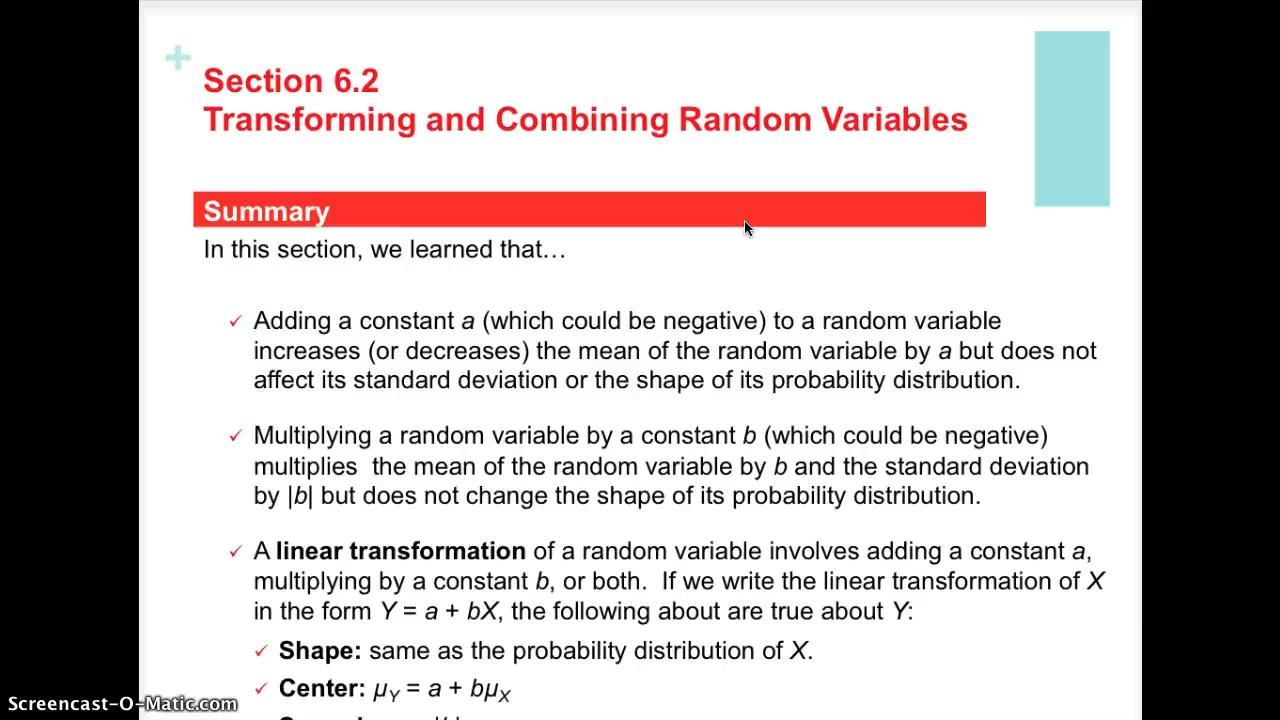 Section 6.2
Transforming and Combining Random Variables
Summary
In this section, we learned that…
Adding a constant a (which could be negative) to a random variable
increases (or decreases) the mean of the random variable by a but does not
affect its standard deviation or the shape of its probability distribution.
Multiplying a random variable by a constant b (which could be negative)
multiplies the mean of the random variable by b and the standard deviation
by |b| but does not change the shape of its probability distribution.
A linear transformation of a random variable involves adding a constant a,
multiplying by a constant b, or both. If we write the linear transformation of X
in the form Y = a + bX, the following about are true about Y:
Shape: same as the probability distribution of X.
Center: μY = a + bμX
Screencast-O-Matic.com